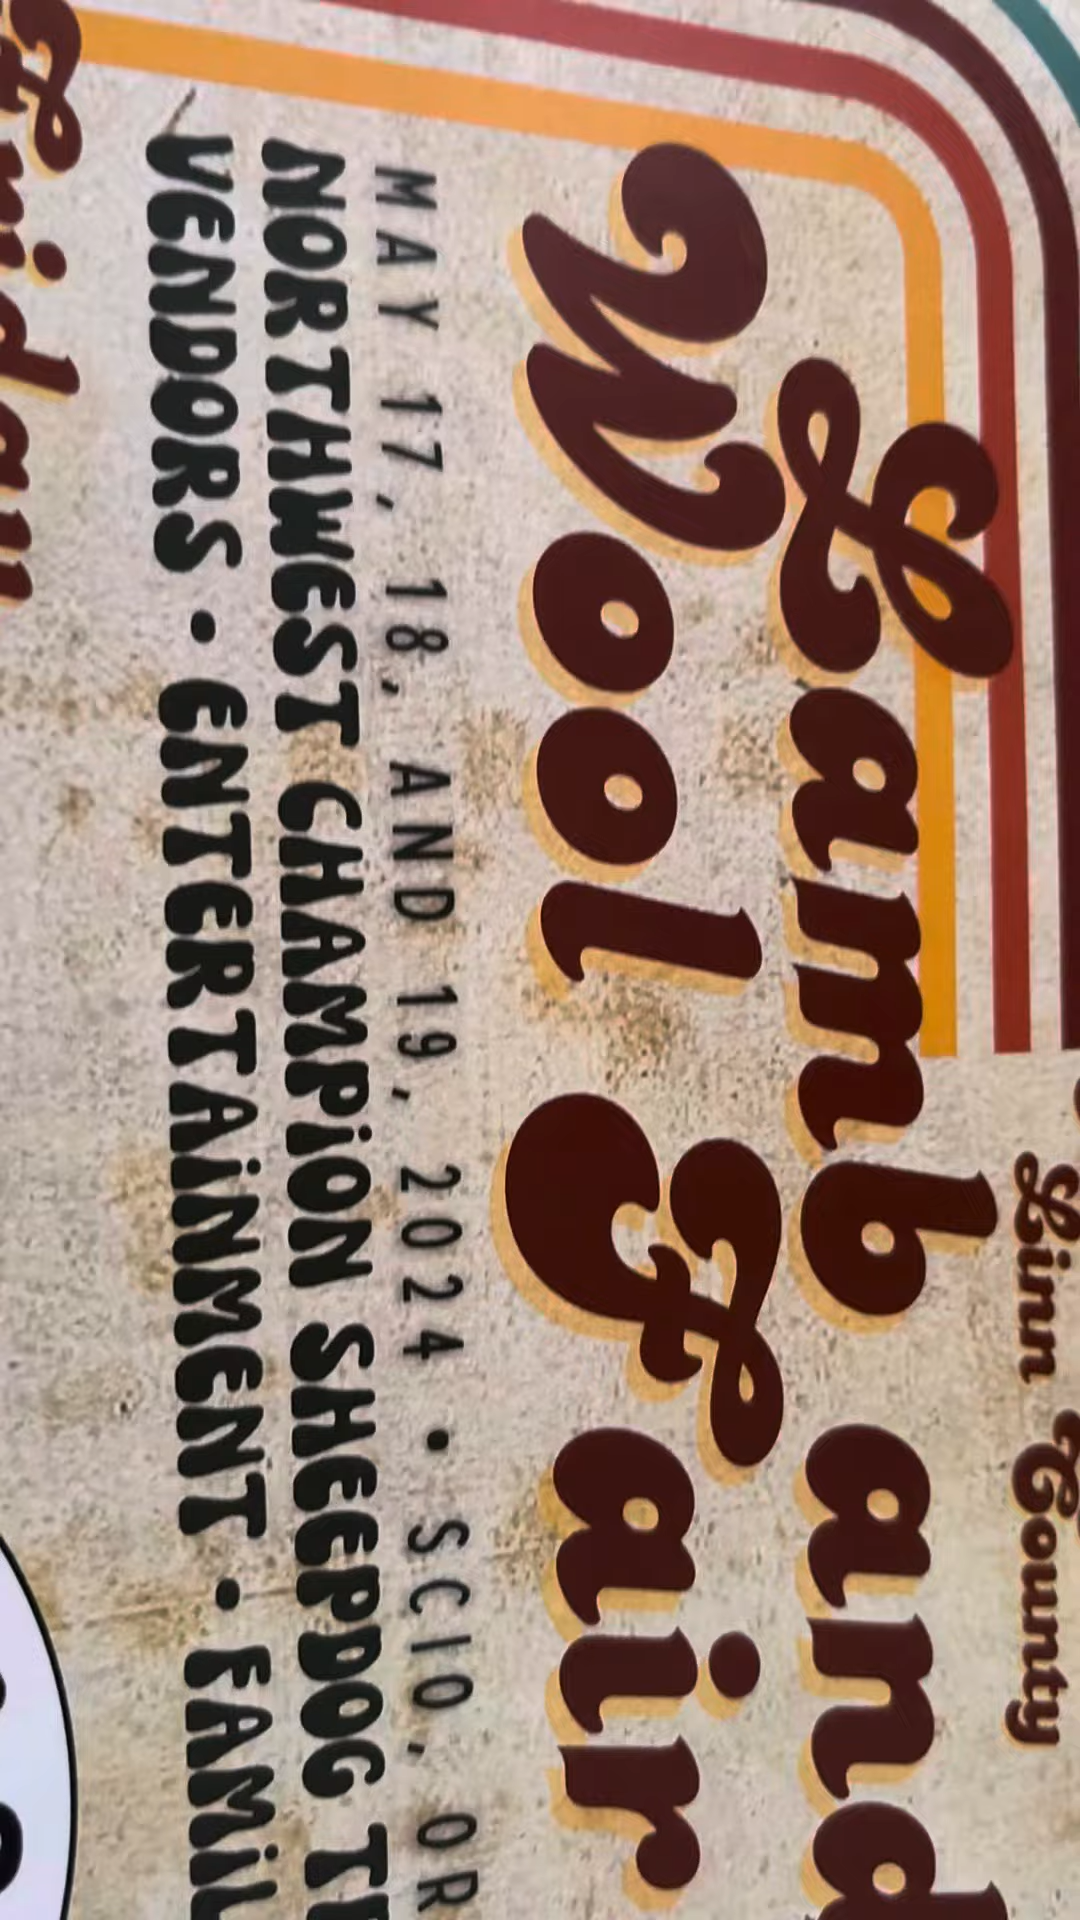 Linn County
Lamb and
Wool Fair
MAY 17, 18, AND 19, 2024 • SCIO, OR
NORTHWEST CHAMPION SHEEPDOG
VENDORS • ENTERTAINMENT •
Friday